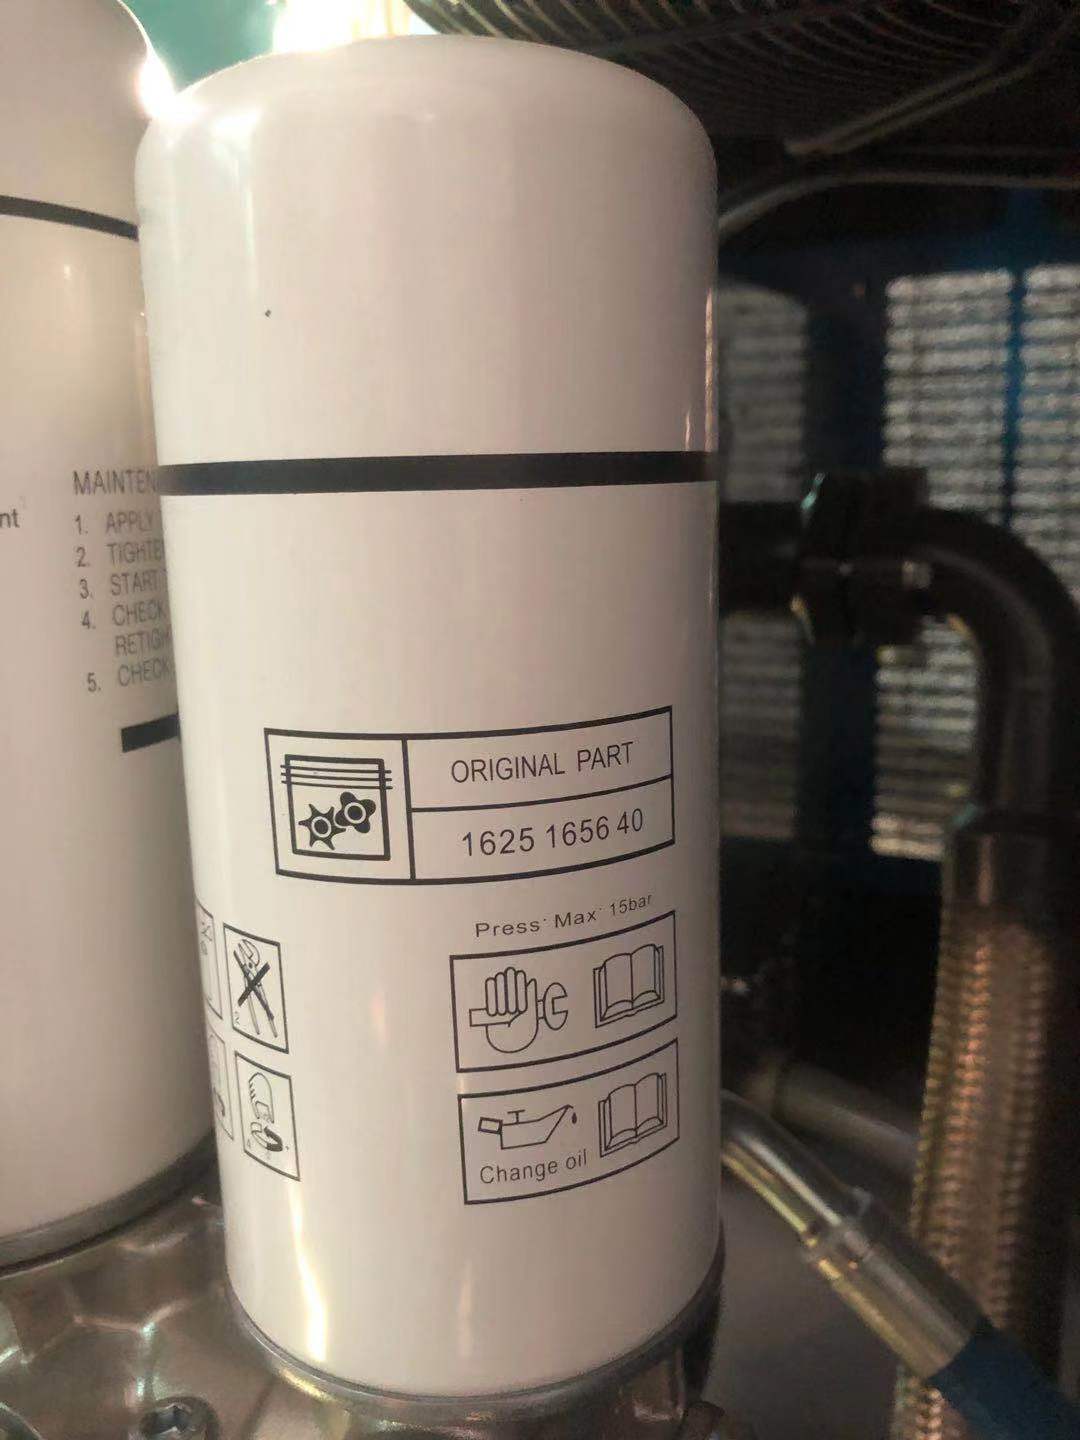 nt
MAINTEN
1. APPLY
2. TIGHTE
3. START
4. CHECK
RETIGH
5. CHECK
ORIGINAL PART
1625 1656 40
Press· Max· 15bar
Change oil